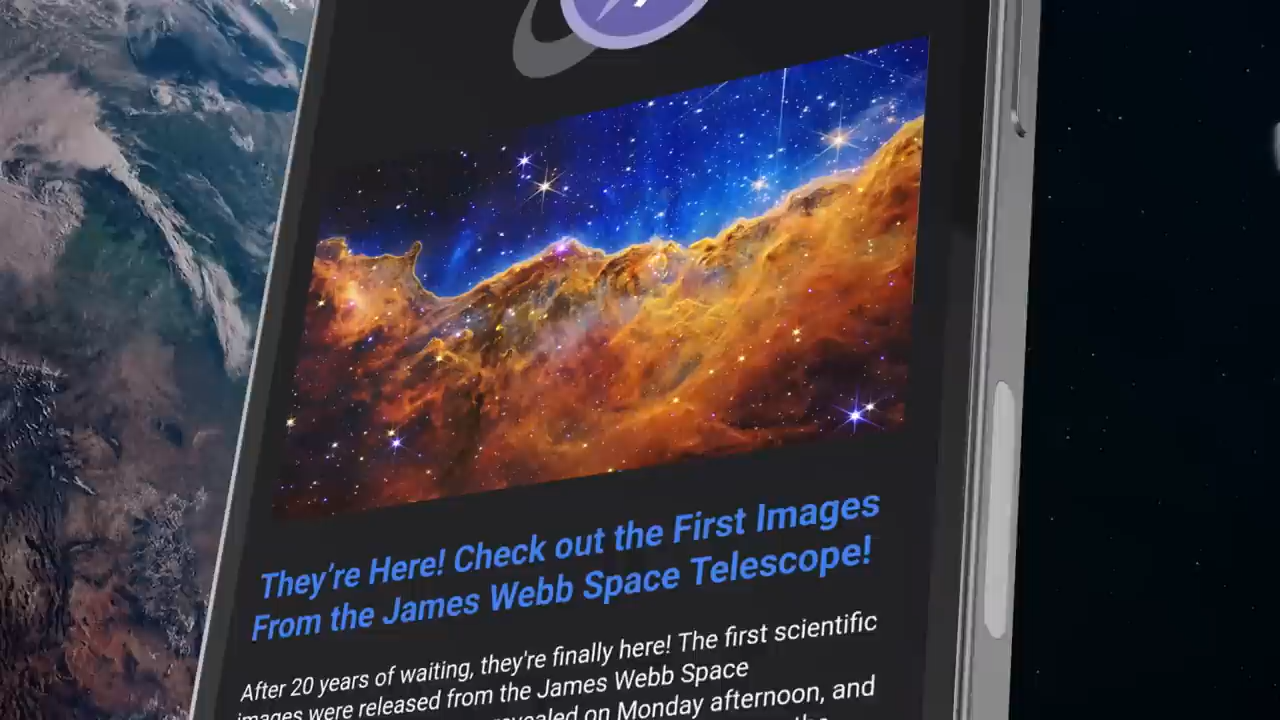 They're Here! Check out the First Images
From the James Webb Space Telescope!
After 20 years of waiting, they're finally here! The first scientific
images were released from the James Webb Space
revealed on Monday afternoon, and
the